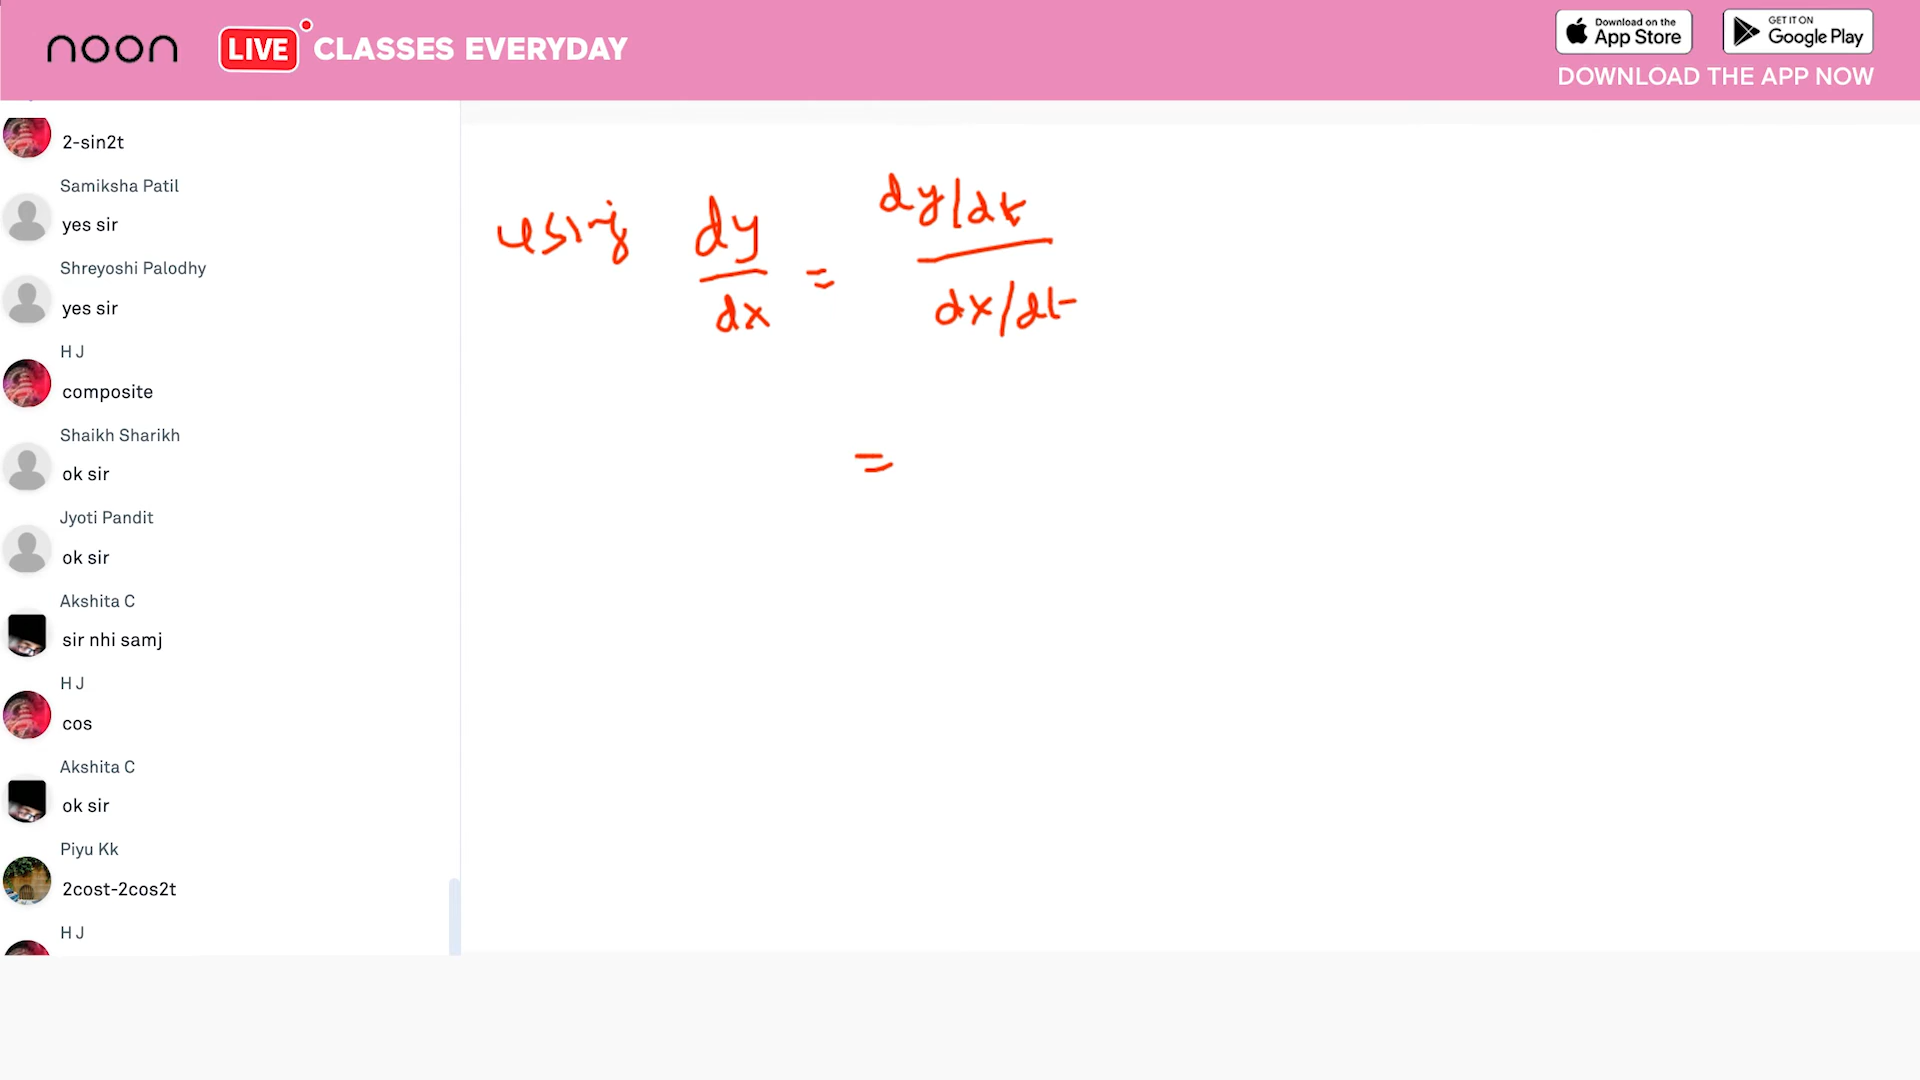 noon LIVE CLASSES EVERYDAY
Download on the App Store
GET IT ON Google Play
DOWNLOAD THE APP NOW
2-sin2t
Samiksha Patil
yes sir
Shreyoshi Palodhy
yes sir
H J
composite
Shaikh Sharikh
ok sir
Jyoti Pandit
ok sir
Akshita C
sir nhi samj
H J
cos
Akshita C
ok sir
Piyu Kk
2cost-2cos2t
H J
using dy/dx = dy/dt / dx/dt
=